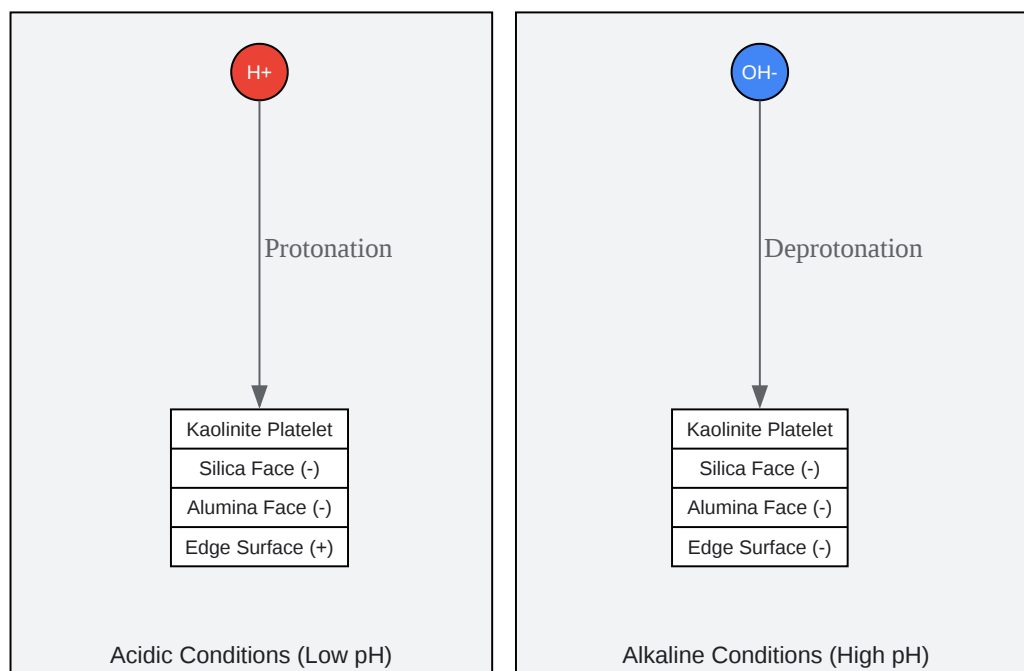 H+
Protonation
Kaolinite Platelet
Silica Face (-)
Alumina Face (-)
Edge Surface (+)
Acidic Conditions (Low pH)
OH-
Deprotonation
Kaolinite Platelet
Silica Face (-)
Alumina Face (-)
Edge Surface (-)
Alkaline Conditions (High pH)